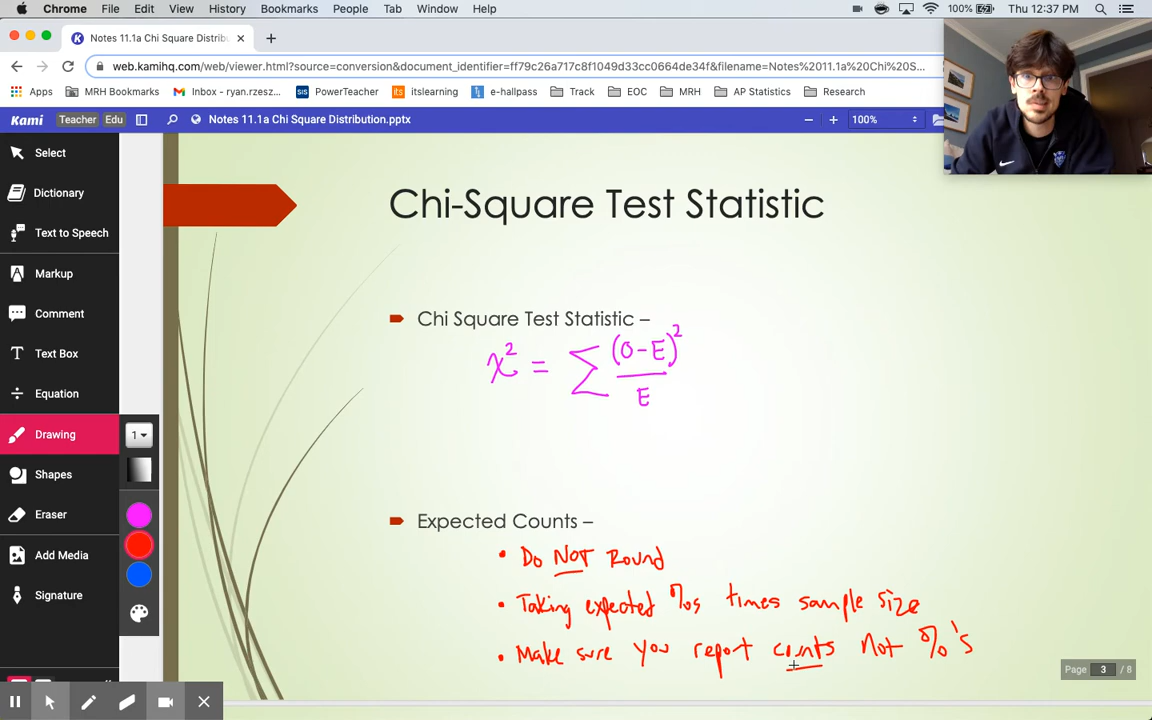 Chrome File Edit View History Bookmarks People Tab Window Help 100% Thu 12:37 PM
Notes 11.1a Chi Square Distribu
web.kamihq.com/web/viewer.html?source=conversion&document_identifier=ff79c26a717c8f1049d33cc0664de34f&filename=Notes%2011.1a%20Chi%20S...
Apps MRH Bookmarks Inbox - ryan.rzesz... SIS PowerTeacher its itslearning e-hallpass Track EOC MRH AP Statistics Research
Kami Teacher Edu Notes 11.1a Chi Square Distribution.pptx 100%
Select
Dictionary
Text to Speech
Markup
Comment
Text Box
Equation
Drawing
Shapes
Eraser
Add Media
Signature
1
Chi-Square Test Statistic
Chi Square Test Statistic –
χ² = ∑ (O-E)²
E
Expected Counts –
• Do NOT Round
• Taking expected %s times sample size
• Make sure you report counts Not %'s
Page 3 / 8